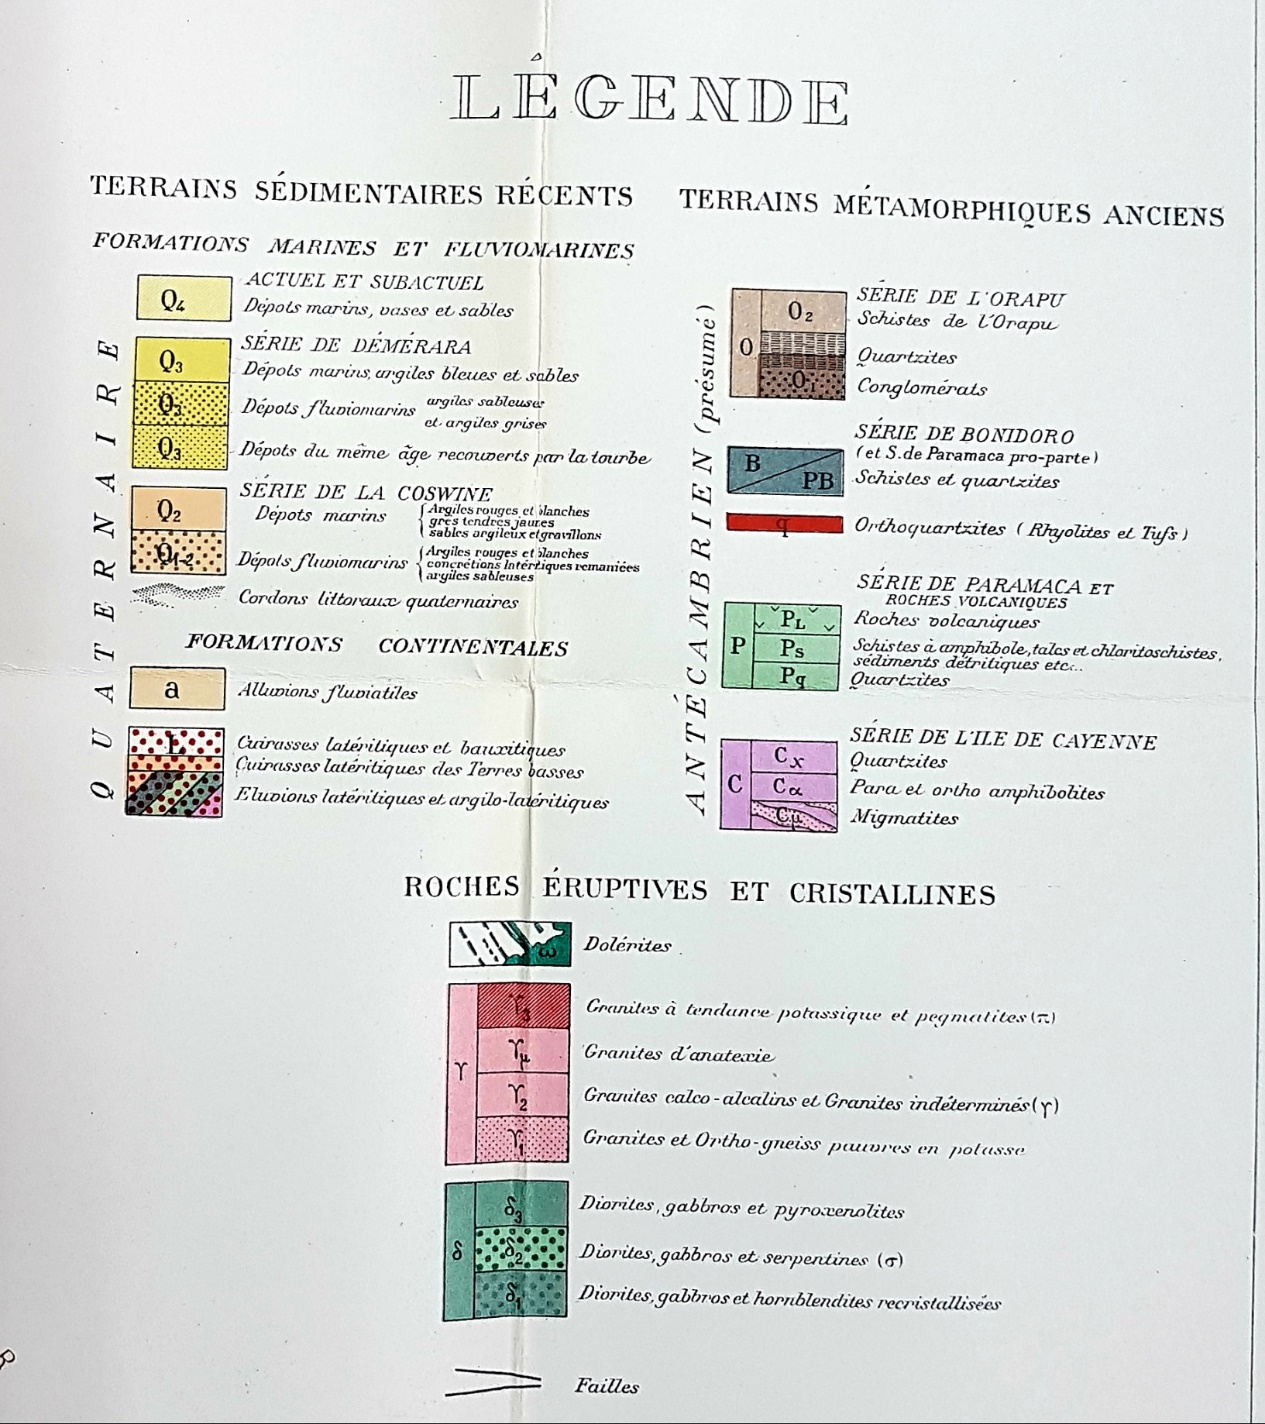 LÉGENDE
TERRAINS SÉDIMENTAIRES RÉCENTS
FORMATIONS MARINES ET FLUVIOMARINES
QUATERNAIRE
Q4 ACTUEL ET SUBACTUEL
Dépots marins, vases et sables
SÉRIE DE DÉMÉRARA
Q3 Dépots marins, argiles bleues et sables
Q3 Dépots fluviomarins argiles sableuses
et argiles grises
Q3 Dépots du même âge recouverts par la tourbe
SÉRIE DE LA COSWINE
Q2 Dépots marins { Argiles rouges et blanches
grès tendres jaunes
sables argileux et gravillons
Q1-2 Dépots fluviomarins { Argiles rouges et blanches
concrétions latéritiques remaniées
argiles sableuses
Cordons littoraux quaternaires
FORMATIONS CONTINENTALES
a Alluvions fluviatiles
L Cuirasses latéritiques et bauxitiques
Cuirasses latéritiques des Terres basses
Eluvions latéritiques et argilo-latéritiques
TERRAINS MÉTAMORPHIQUES ANCIENS
ANTÉCAMBRIEN (présumé)
SÉRIE DE L'ORAPU
O O2 Schistes de l'Orapu
Quartzites
O1 Conglomérats
SÉRIE DE BONIDORO
(et S. de Paramaca pro-parte)
B PB Schistes et quartzites
q Orthoquartzites (Rhyolites et Tufs)
SÉRIE DE PARAMACA ET
ROCHES VOLCANIQUES
P PL Roches volcaniques
Ps Schistes à amphibole, talcs et chloritoschistes,
sédiments détritiques etc...
Pq Quartzites
SÉRIE DE L'ILE DE CAYENNE
C Cx Quartzites
Cα Para et ortho amphibolites
Cμ Migmatites
ROCHES ÉRUPTIVES ET CRISTALLINES
ω Dolérites
γ γ3 Granites à tendance potassique et pegmatites (π)
γμ Granites d'anatexie
γ2 Granites calco-alcalins et Granites indéterminés (γ)
γ1 Granites et Ortho-gneiss pauvres en potasse
δ δ3 Diorites, gabbros et pyroxenolites
δ2 Diorites, gabbros et serpentines (σ)
δ1 Diorites, gabbros et hornblendites recristallisées
Failles
R